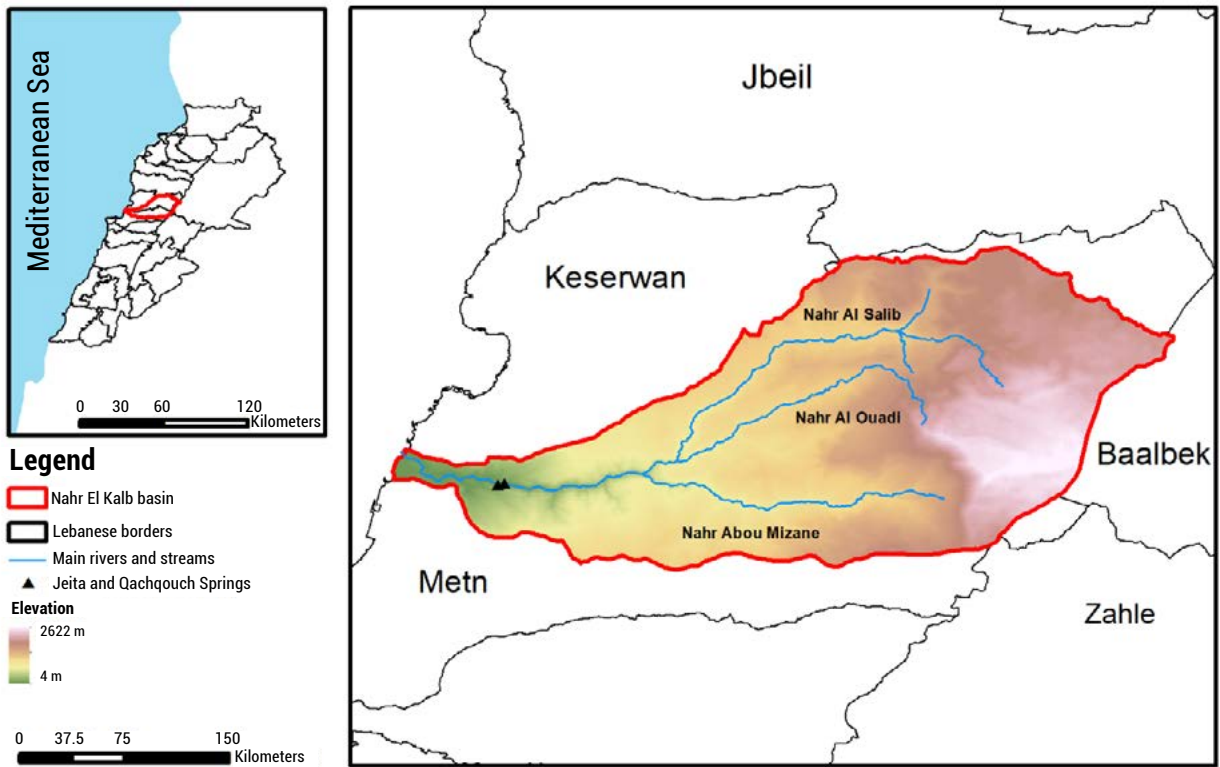 Mediterranean Sea
0 30 60 120
Kilometers
Legend
Nahr El Kalb basin
Lebanese borders
Main rivers and streams
Jeita and Qachqouch Springs
Elevation
2622 m
4 m
0 37.5 75 150
Kilometers
Jbeil
Keserwan
Nahr Al Salib
Nahr Al Ouadi
Baalbek
Nahr Abou Mizane
Metn
Zahle